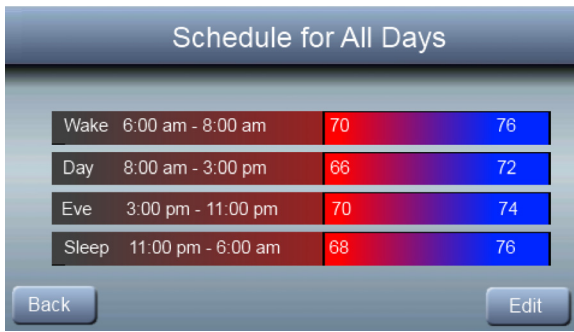 Schedule for All Days
Wake 6:00 am - 8:00 am 70 76
Day 8:00 am - 3:00 pm 66 72
Eve 3:00 pm - 11:00 pm 70 74
Sleep 11:00 pm - 6:00 am 68 76
Back Edit